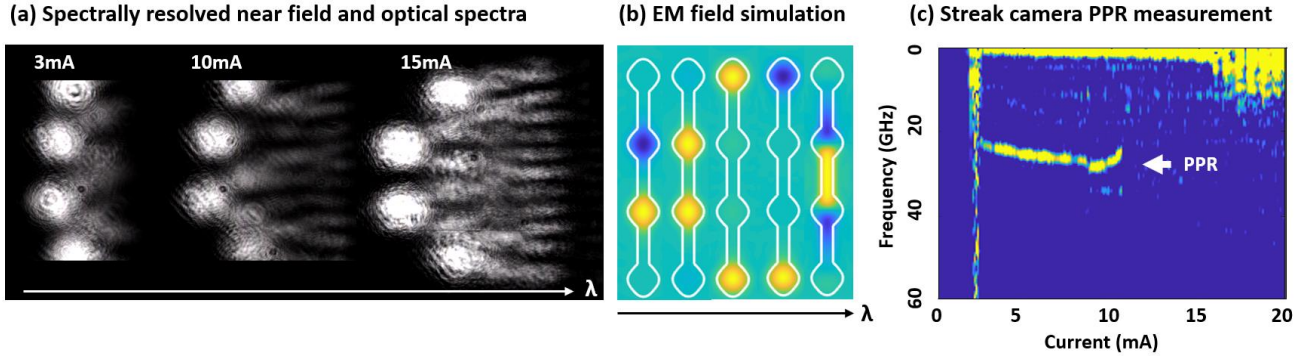 (a) Spectrally resolved near field and optical spectra
3mA
10mA
15mA
λ
(b) EM field simulation
λ
(c) Streak camera PPR measurement
Frequency (GHz)
0
20
40
60
PPR
0
5
10
15
20
Current (mA)